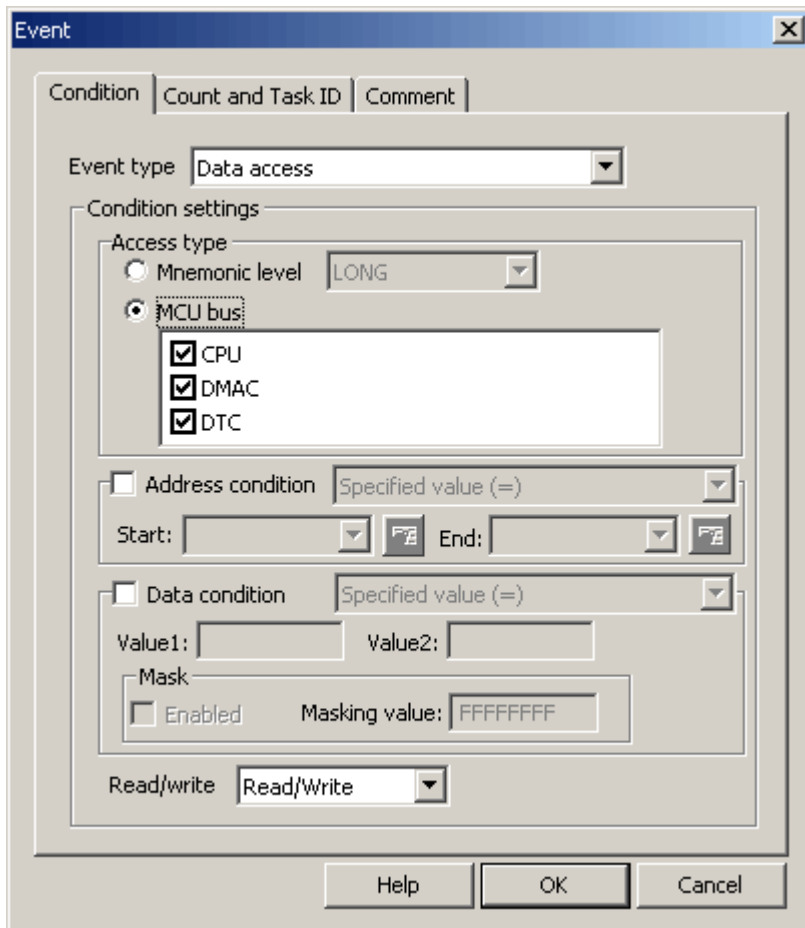 Event
Condition Count and Task ID Comment
Event type Data access
Condition settings
Access type
Mnemonic level LONG
MCU bus
CPU
DMAC
DTC
Address condition Specified value (=)
Start: End:
Data condition Specified value (=)
Value1: Value2:
Mask
Enabled Masking value: FFFFFFFF
Read/write Read/Write
Help OK Cancel